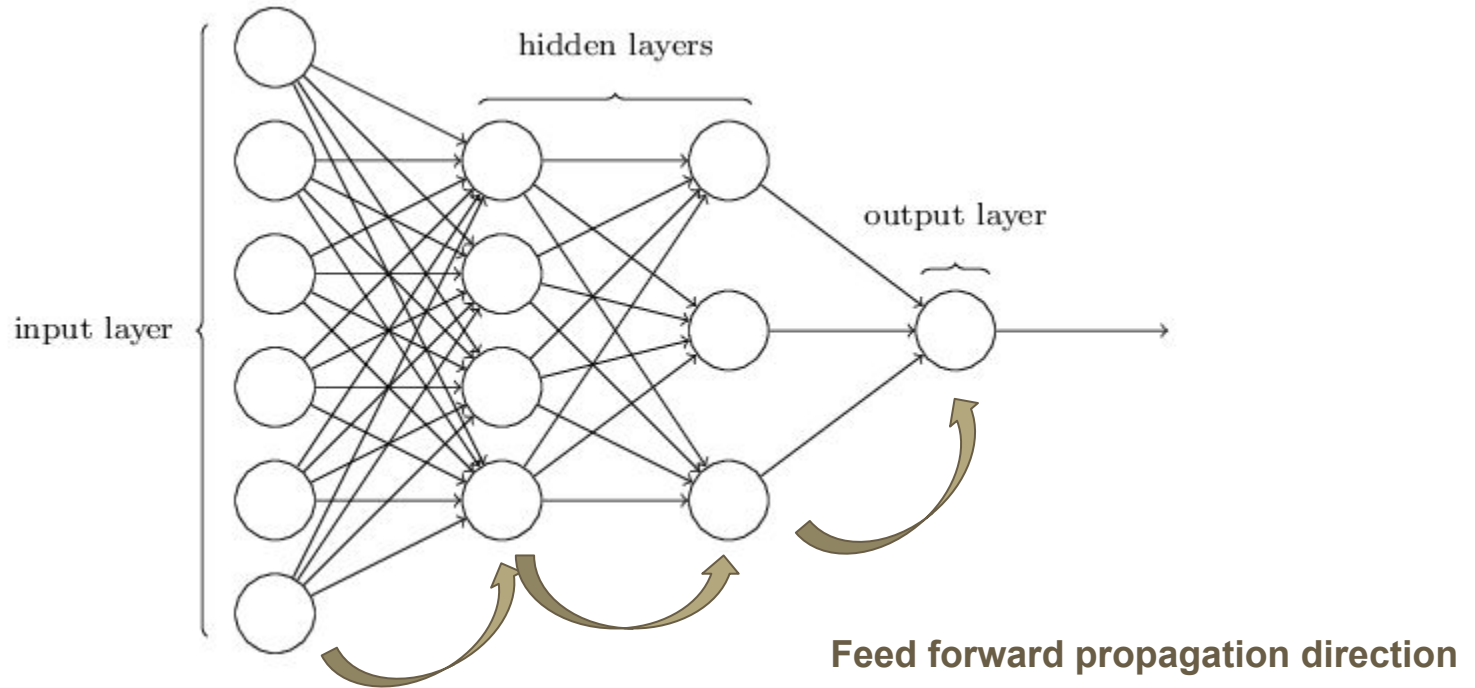 hidden layers
output layer
input layer
Feed forward propagation direction